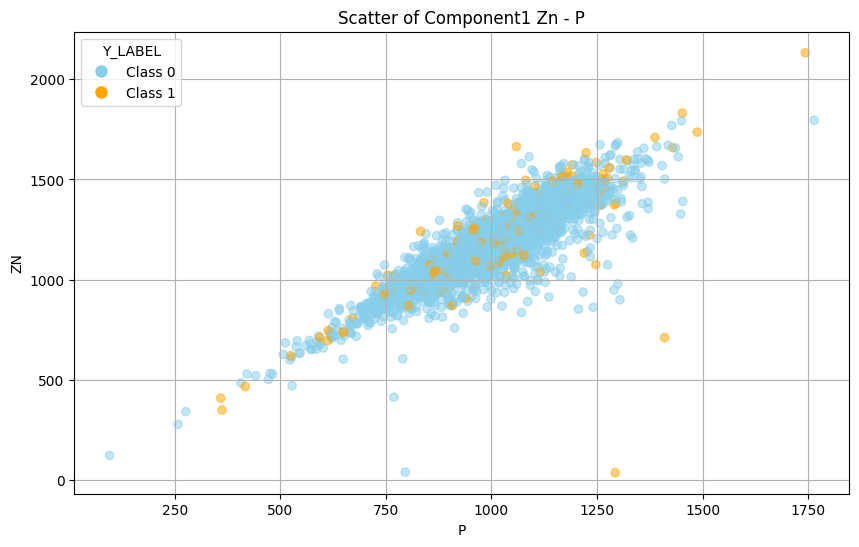 Scatter of Component1 Zn - P
Y_LABEL
Class 0
Class 1
ZN
2000
1500
1000
500
0
250 500 750 1000 1250 1500 1750
P